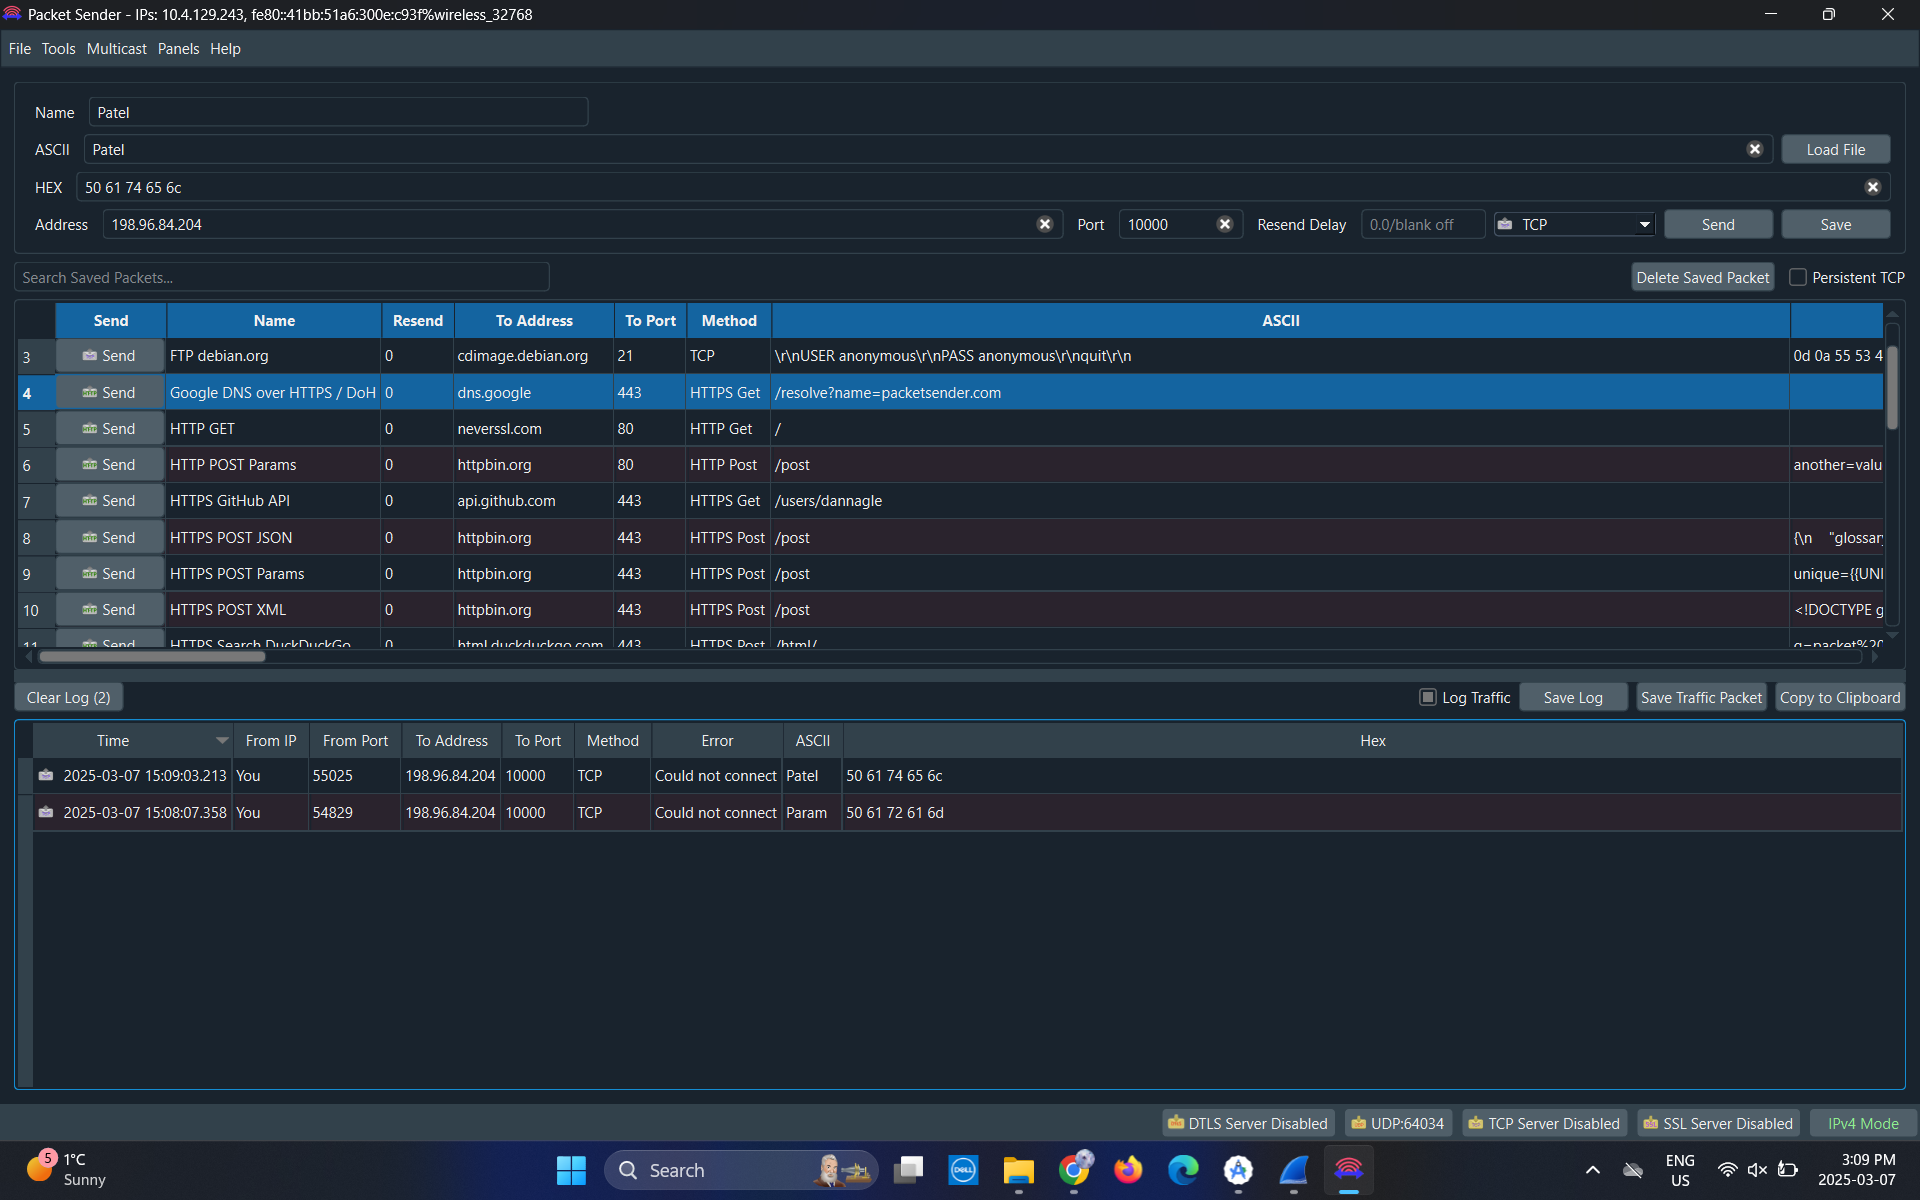 Packet Sender - IPs: 10.4.129.243, fe80::41bb:51a6:300e:c93f%wireless_32768
File Tools Multicast Panels Help
Name Patel
ASCII Patel Load File
HEX 50 61 74 65 6c
Address 198.96.84.204 Port 10000 Resend Delay 0.0/blank off TCP Send Save
Search Saved Packets... Delete Saved Packet Persistent TCP
Send Name Resend To Address To Port Method ASCII
3 Send FTP debian.org 0 cdimage.debian.org 21 TCP \r\nUSER anonymous\r\nPASS anonymous\r\nquit\r\n 0d 0a 55 53 4
4 Send Google DNS over HTTPS / DoH 0 dns.google 443 HTTPS Get /resolve?name=packetsender.com
5 Send HTTP GET 0 neverssl.com 80 HTTP Get /
6 Send HTTP POST Params 0 httpbin.org 80 HTTP Post /post another=valu
7 Send HTTPS GitHub API 0 api.github.com 443 HTTPS Get /users/dannagle
8 Send HTTPS POST JSON 0 httpbin.org 443 HTTPS Post /post {\n "glossary
9 Send HTTPS POST Params 0 httpbin.org 443 HTTPS Post /post unique={{UNI
10 Send HTTPS POST XML 0 httpbin.org 443 HTTPS Post /post <!DOCTYPE g
11 Send HTTPS Search DuckDuckGo 0 html.duckduckgo.com 443 HTTPS Post /html/ q=packet%20
Clear Log (2) Log Traffic Save Log Save Traffic Packet Copy to Clipboard
Time From IP From Port To Address To Port Method Error ASCII Hex
2025-03-07 15:09:03.213 You 55025 198.96.84.204 10000 TCP Could not connect Patel 50 61 74 65 6c
2025-03-07 15:08:07.358 You 54829 198.96.84.204 10000 TCP Could not connect Param 50 61 72 61 6d
DTLS Server Disabled UDP:64034 TCP Server Disabled SSL Server Disabled IPv4 Mode
5 1°C
Sunny
Search
DELL
ENG
US
3:09 PM
2025-03-07